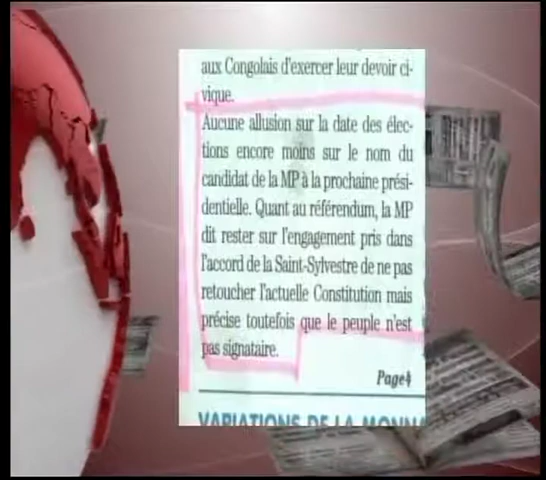 aux Congolais d'exercer leur devoir ci-
vique.
Aucune allusion sur la date des élec-
tions encore moins sur le nom du
candidat de la MP à la prochaine prési-
dentielle. Quant au référendum, la MP
dit rester sur l'engagement pris dans
l'accord de la Saint-Sylvestre de ne pas
retoucher l'actuelle Constitution mais
précise toutefois que le peuple n'est
pas signataire.
Page4
VARIATIONS DE LA